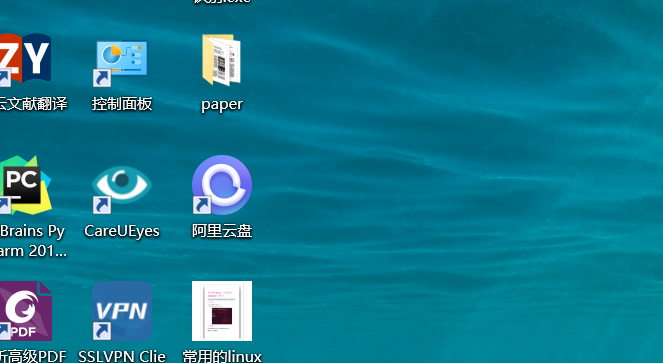 ZY
云文献翻译
控制面板
paper
PC
Brains Py
arm 201...
CareUEyes
阿里云盘
PDF
高级PDF
VPN
SSLVPN Clie
常用的linux